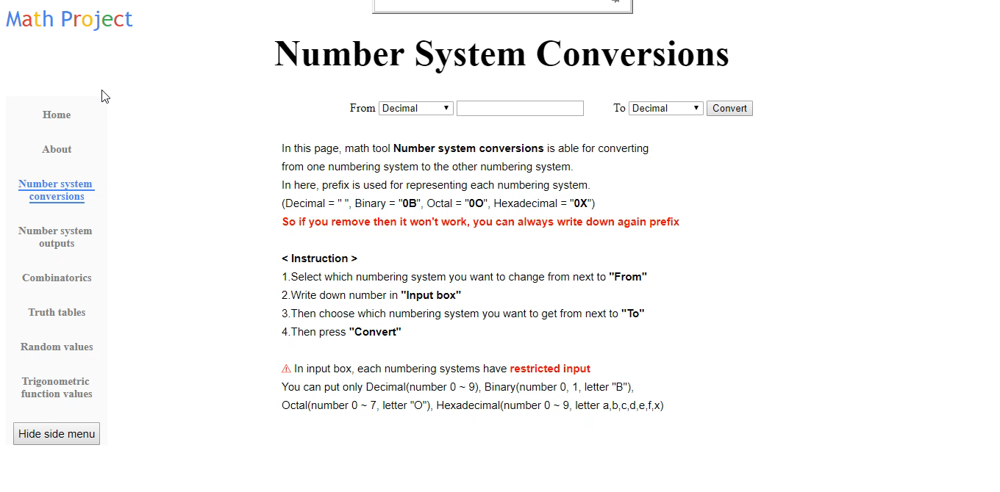 Math Project
Number System Conversions
From Decimal To Decimal Convert
Home
About
Number system
conversions
Number system
outputs
Combinatorics
Truth tables
Random values
Trigonometric
function values
Hide side menu
In this page, math tool Number system conversions is able for converting
from one numbering system to the other numbering system.
In here, prefix is used for representing each numbering system.
(Decimal = " ", Binary = "0B", Octal = "0O", Hexadecimal = "0X")
So if you remove then it won't work, you can always write down again prefix
< Instruction >
1.Select which numbering system you want to change from next to "From"
2.Write down number in "Input box"
3.Then choose which numbering system you want to get from next to "To"
4.Then press "Convert"
⚠ In input box, each numbering systems have restricted input
You can put only Decimal(number 0 ~ 9), Binary(number 0, 1, letter "B"),
Octal(number 0 ~ 7, letter "O"), Hexadecimal(number 0 ~ 9, letter a,b,c,d,e,f,x)